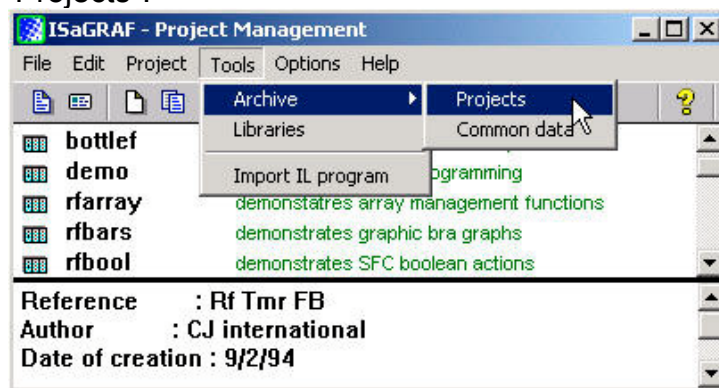 Projects .
ISaGRAF - Project Management
File Edit Project Tools Options Help
Archive
Projects
Libraries
Common data
Import IL program
bottlef
demo ogramming
rfarray demonstatres array management functions
rfbars demonstrates graphic bra graphs
rfbool demonstrates SFC boolean actions
Reference : Rf Tmr FB
Author : CJ international
Date of creation : 9/2/94